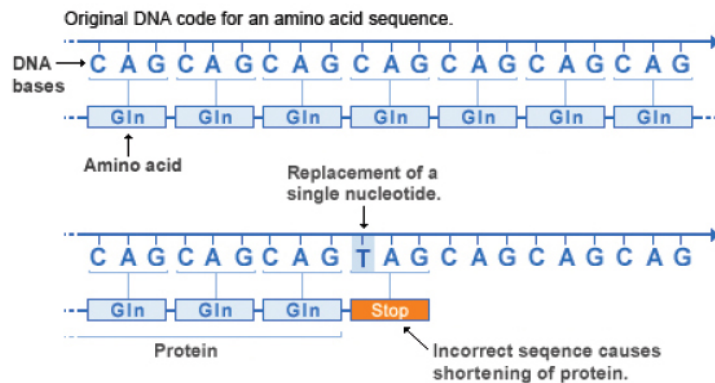 Original DNA code for an amino acid sequence.
DNA bases
C A G C A G C A G C A G C A G C A G C A G
Gln Gln Gln Gln Gln Gln Gln
Amino acid
Replacement of a
single nucleotide.
C A G C A G C A G T A G C A G C A G C A G
Gln Gln Gln Stop
Protein
Incorrect seqence causes
shortening of protein.